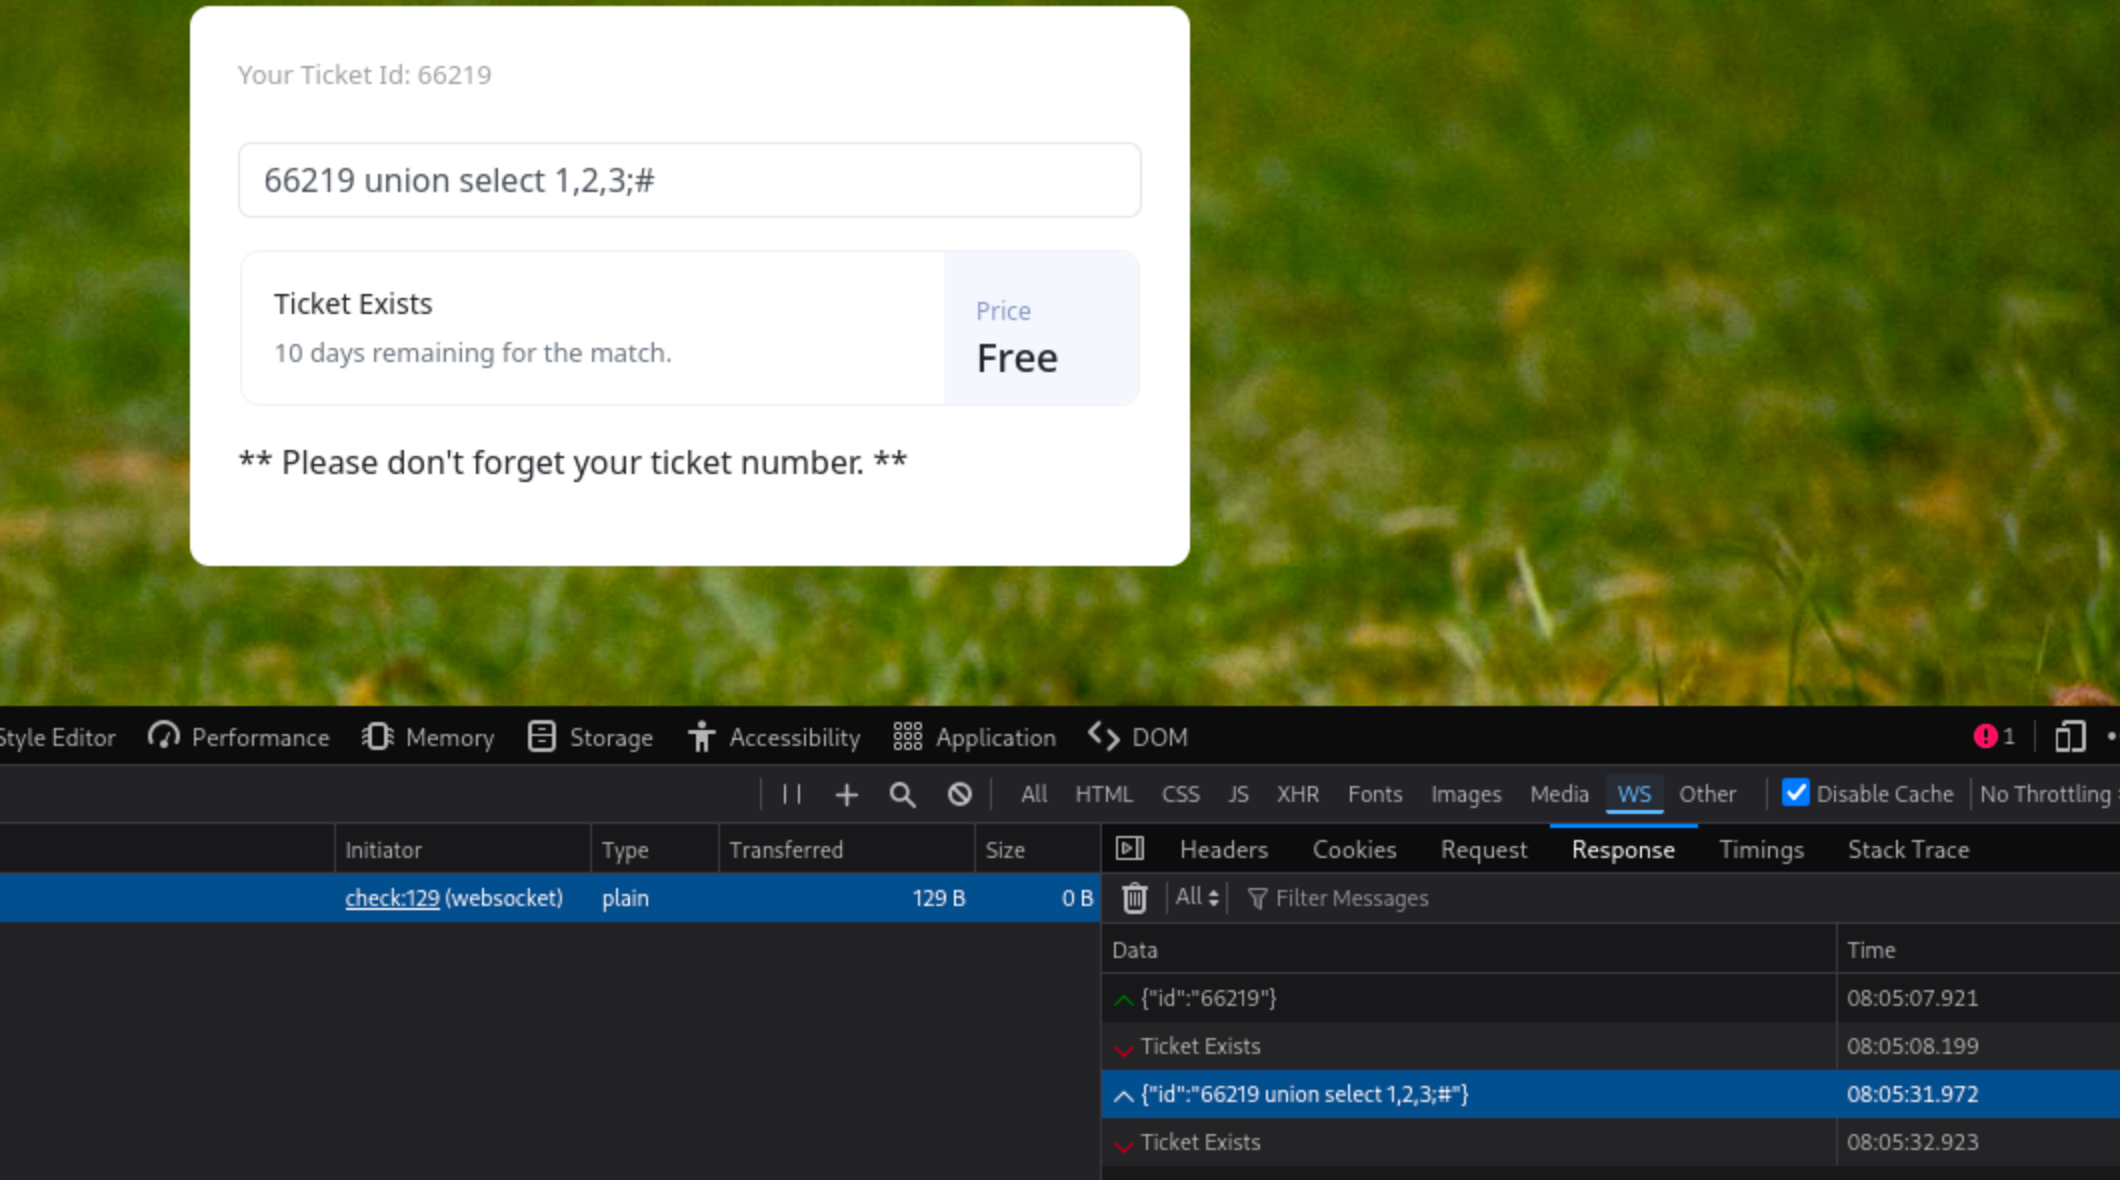 Your Ticket Id: 66219
66219 union select 1,2,3;#
Ticket Exists
10 days remaining for the match.
Price
Free
** Please don't forget your ticket number. **
Style Editor Performance Memory Storage Accessibility Application DOM 1
All HTML CSS JS XHR Fonts Images Media WS Other Disable Cache No Throttling
Initiator Type Transferred Size Headers Cookies Request Response Timings Stack Trace
check:129 (websocket) plain 129 B 0 B All Filter Messages
Data Time
{"id":"66219"} 08:05:07.921
Ticket Exists 08:05:08.199
{"id":"66219 union select 1,2,3;#"} 08:05:31.972
Ticket Exists 08:05:32.923